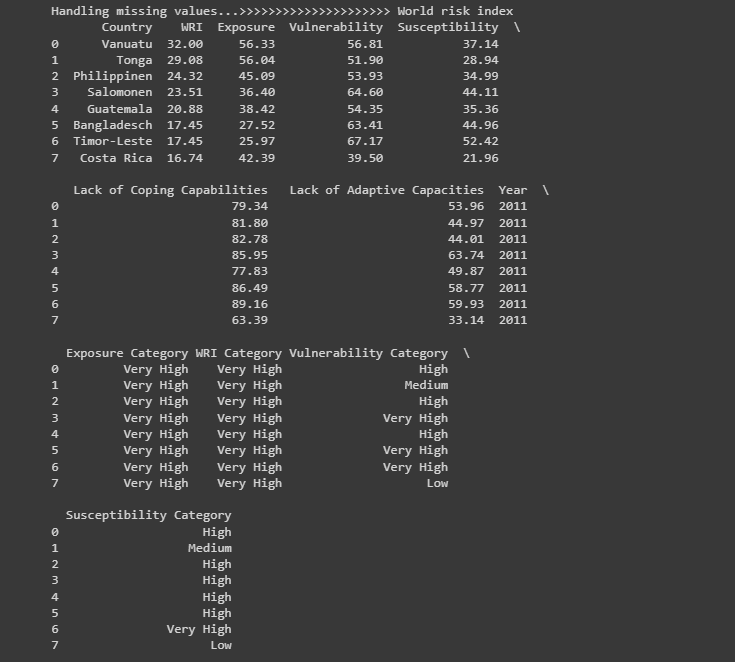 Handling missing values...>>>>>>>>>>>>>>>>>>>>> World risk index
Country WRI Exposure Vulnerability Susceptibility \
0 Vanuatu 32.00 56.33 56.81 37.14
1 Tonga 29.08 56.04 51.90 28.94
2 Philippinen 24.32 45.09 53.93 34.99
3 Salomonen 23.51 36.40 64.60 44.11
4 Guatemala 20.88 38.42 54.35 35.36
5 Bangladesch 17.45 27.52 63.41 44.96
6 Timor-Leste 17.45 25.97 67.17 52.42
7 Costa Rica 16.74 42.39 39.50 21.96
Lack of Coping Capabilities Lack of Adaptive Capacities Year \
0 79.34 53.96 2011
1 81.80 44.97 2011
2 82.78 44.01 2011
3 85.95 63.74 2011
4 77.83 49.87 2011
5 86.49 58.77 2011
6 89.16 59.93 2011
7 63.39 33.14 2011
Exposure Category WRI Category Vulnerability Category \
0 Very High Very High High
1 Very High Very High Medium
2 Very High Very High High
3 Very High Very High Very High
4 Very High Very High High
5 Very High Very High Very High
6 Very High Very High Very High
7 Very High Very High Low
Susceptibility Category
0 High
1 Medium
2 High
3 High
4 High
5 High
6 Very High
7 Low